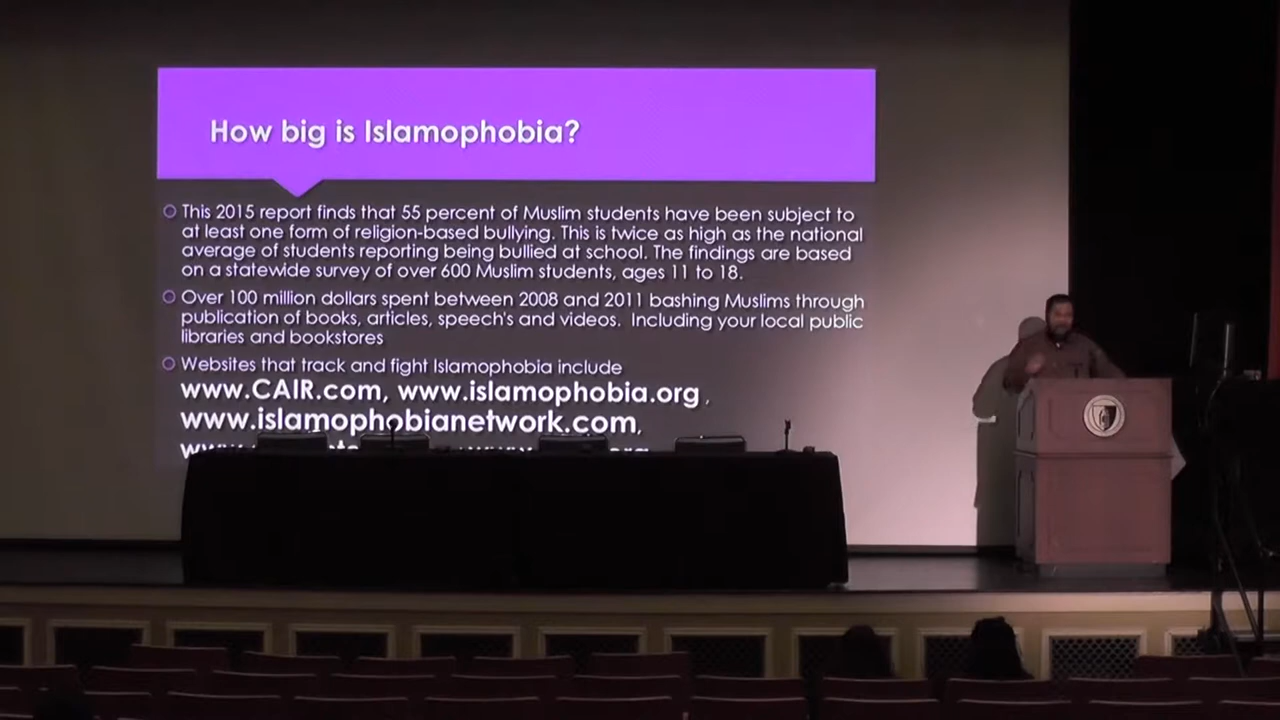 How big is Islamophobia?
This 2015 report finds that 55 percent of Muslim students have been subject to
at least one form of religion-based bullying. This is twice as high as the national
average of students reporting being bullied at school. The findings are based
on a statewide survey of over 600 Muslim students, ages 11 to 18.
Over 100 million dollars spent between 2008 and 2011 bashing Muslims through
publication of books, articles, speech's and videos. Including your local public
libraries and bookstores
Websites that track and fight Islamophobia include
www.CAIR.com, www.islamophobia.org ,
www.islamophobianetwork.com,